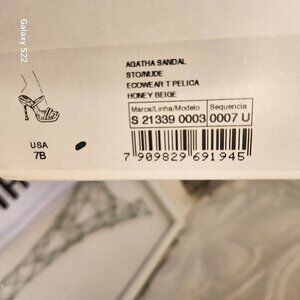 Galaxy S22
AGATHA SANDAL
STO/NUDE
ECOWEAR T PELICA
HONEY BEIGE
Marca/Linha/Modelo Sequencia
S 21339 0003 0007 U
USA
7B
7 909829 691945